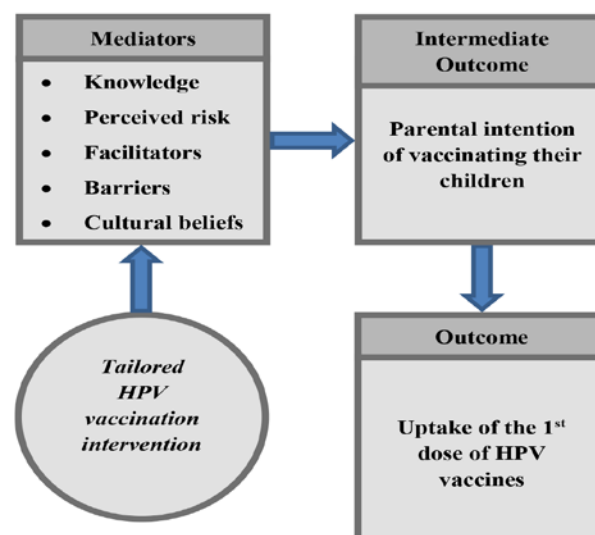 Mediators
• Knowledge
• Perceived risk
• Facilitators
• Barriers
• Cultural beliefs
Intermediate
Outcome
Parental intention
of vaccinating their
children
Tailored
HPV
vaccination
intervention
Outcome
Uptake of the 1st
dose of HPV
vaccines